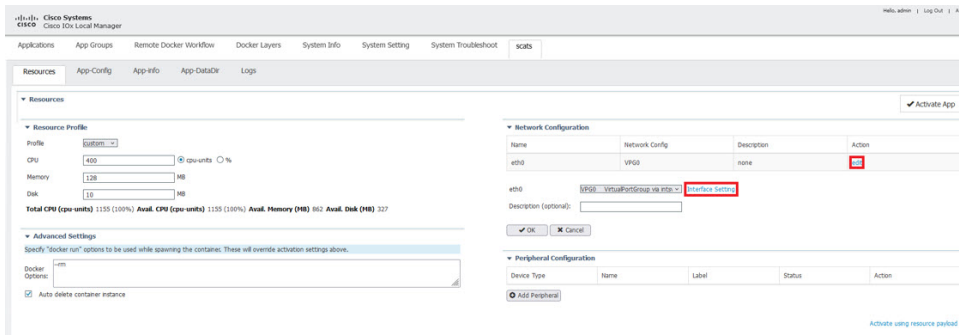 Hello, admin | Log Out | A
Cisco Systems
CISCO Cisco IOx Local Manager
Applications App Groups Remote Docker Workflow Docker Layers System Info System Setting System Troubleshoot scats
Resources App-Config App-info App-DataDir Logs
Resources
Activate App
Resource Profile
Profile custom
CPU 400 cpu-units %
Memory 128 MB
Disk 10 MB
Total CPU (cpu-units) 1155 (100%) Avail. CPU (cpu-units) 1155 (100%) Avail. Memory (MB) 862 Avail. Disk (MB) 327
Advanced Settings
Specify "docker run" options to be used while spawning the container. These will override activation settings above.
Docker Options: --rm
Auto delete container instance
Network Configuration
Name Network Config Description Action
eth0 VPG0 none edit
eth0 VPG0 VirtualPortGroup via intsv Interface Setting
Description (optional):
OK Cancel
Peripheral Configuration
Device Type Name Label Status Action
Add Peripheral
Activate using resource payload